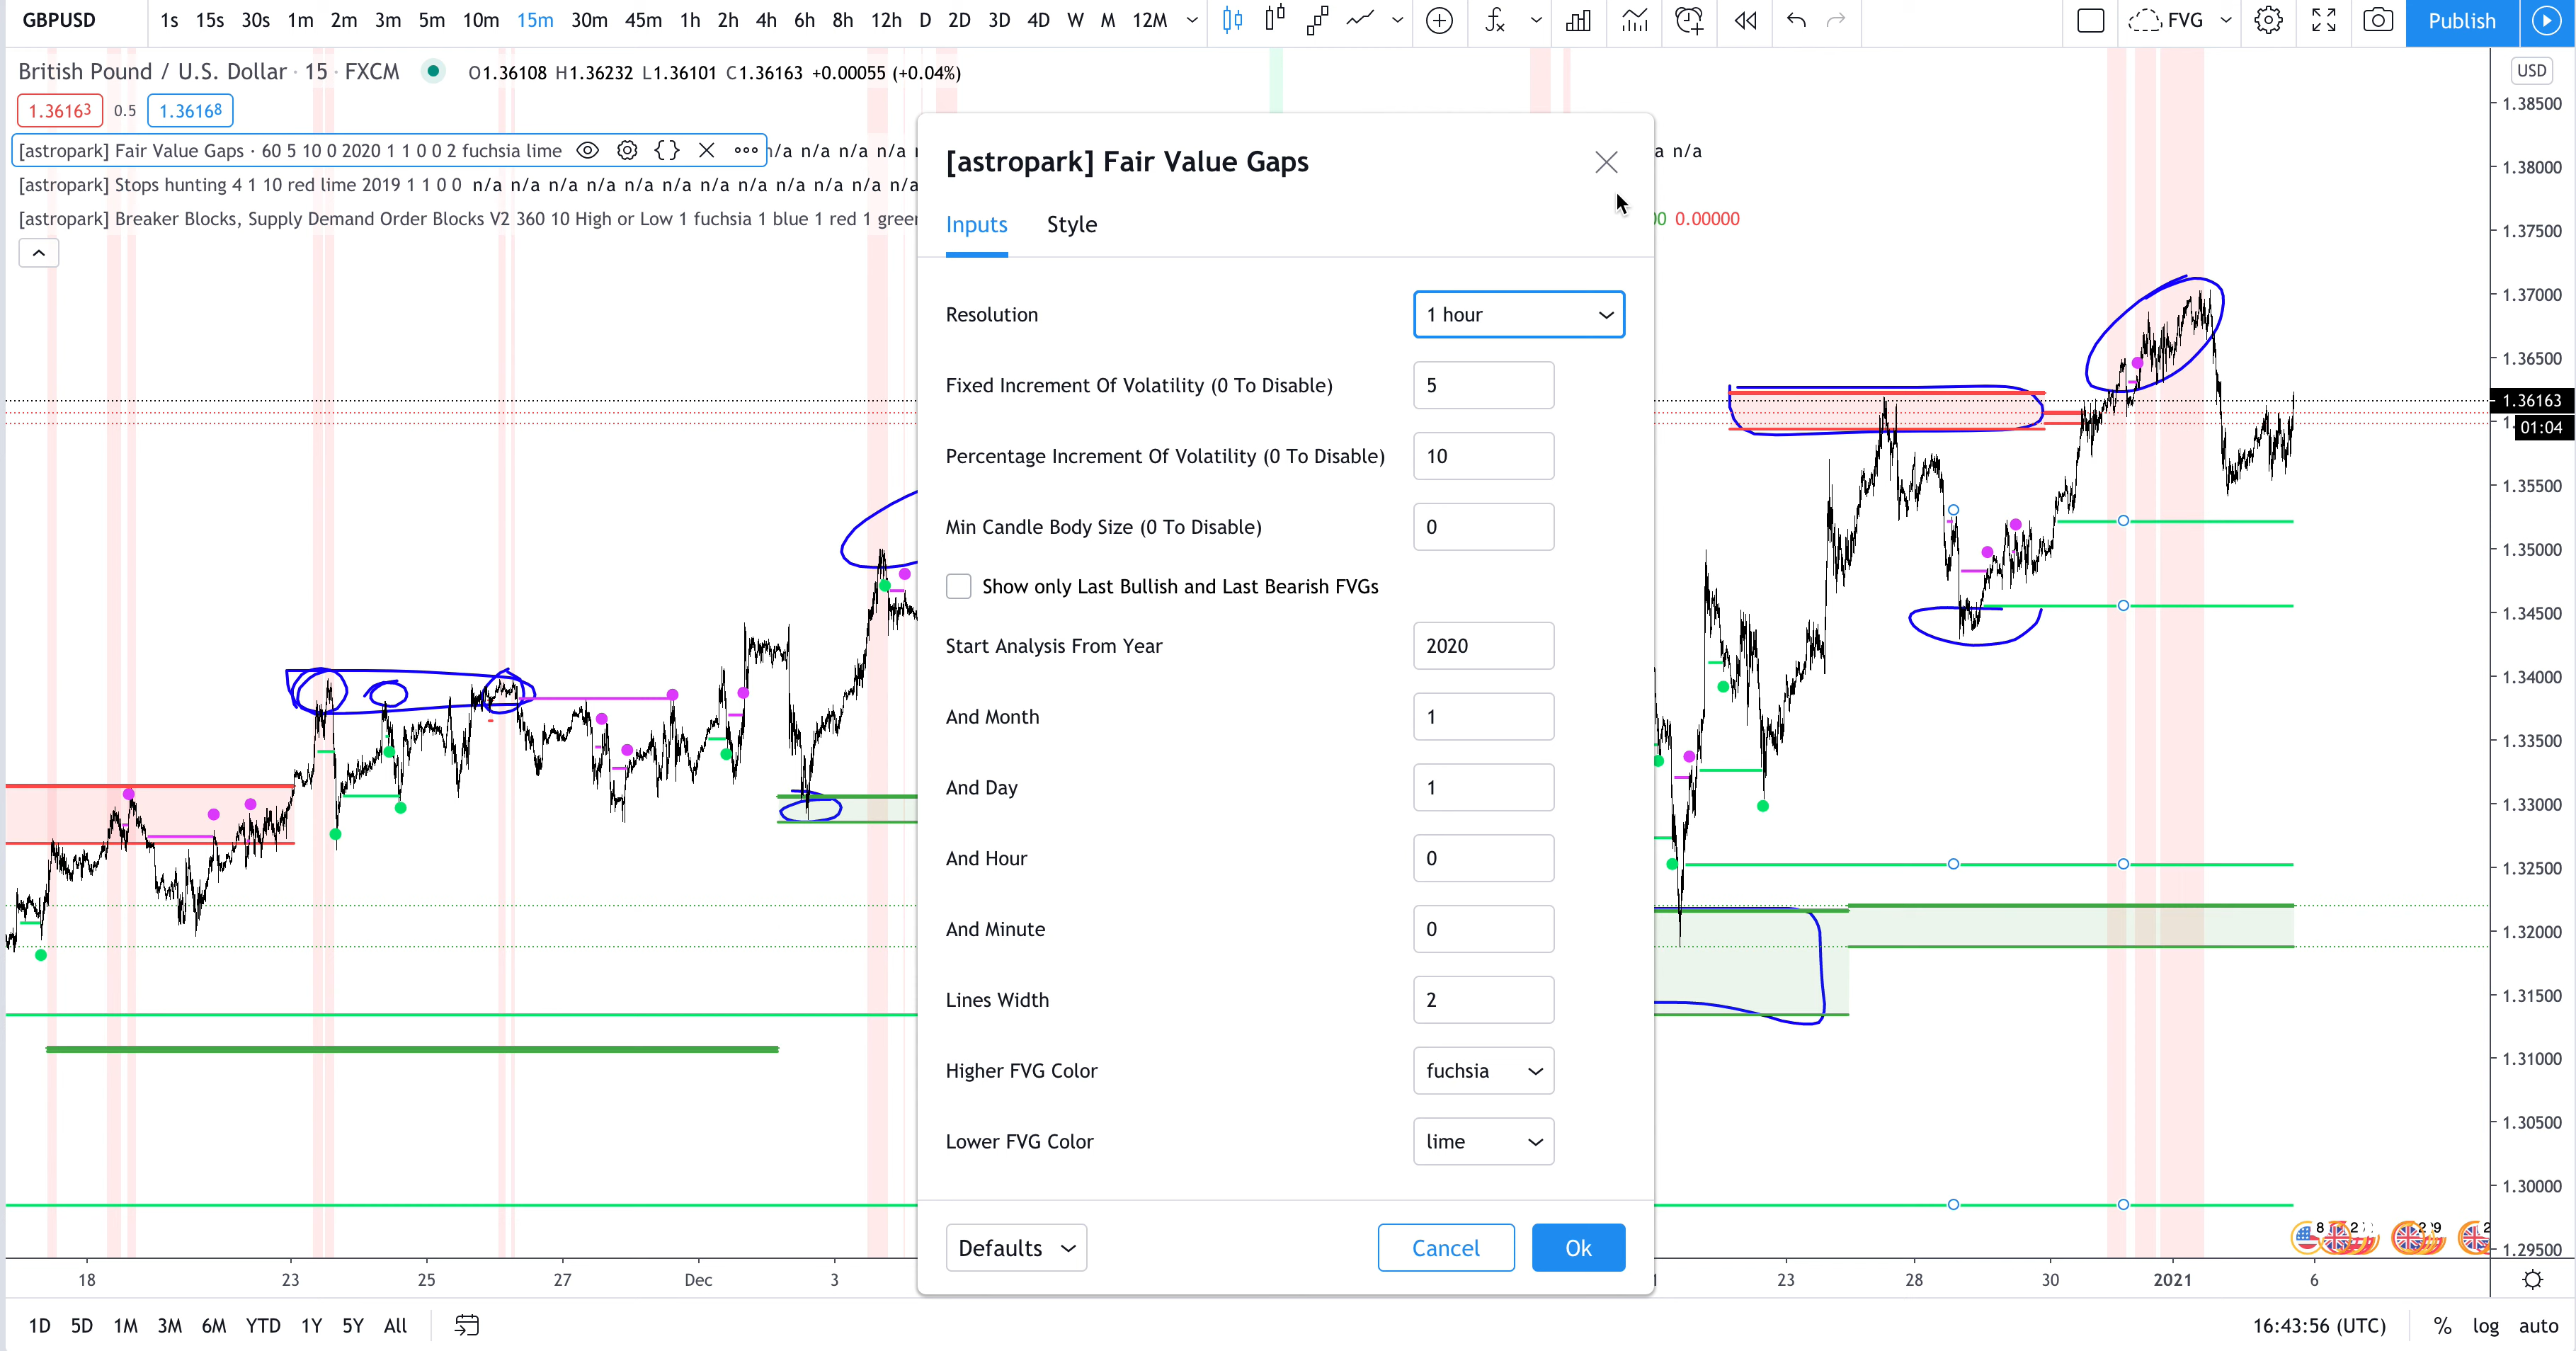 GBPUSD 1s 15s 30s 1m 2m 3m 5m 10m 15m 30m 45m 1h 2h 4h 6h 8h 12h D 2D 3D 4D W M 12M FVG Publish
British Pound / U.S. Dollar · 15 · FXCM O1.36108 H1.36232 L1.36101 C1.36163 +0.00055 (+0.04%)
USD
1.36163 0.5 1.36168
[astropark] Fair Value Gaps · 60 5 10 0 2020 1 1 0 0 2 fuchsia lime n/a n/a n/a n/a
a n/a
[astropark] Stops hunting 4 1 10 red lime 2019 1 1 0 0 n/a n/a n/a n/a n/a n/a n/a n/a n/a n/a n/a n/a
[astropark] Breaker Blocks, Supply Demand Order Blocks V2 360 10 High or Low 1 fuchsia 1 blue 1 red 1 green
0 0.00000
[astropark] Fair Value Gaps
Inputs Style
Resolution 1 hour
Fixed Increment Of Volatility (0 To Disable) 5
Percentage Increment Of Volatility (0 To Disable) 10
Min Candle Body Size (0 To Disable) 0
Show only Last Bullish and Last Bearish FVGs
Start Analysis From Year 2020
And Month 1
And Day 1
And Hour 0
And Minute 0
Lines Width 2
Higher FVG Color fuchsia
Lower FVG Color lime
Defaults Cancel Ok
1.38500
1.38000
1.37500
1.37000
1.36500
1.36163
01:04
1.35500
1.35000
1.34500
1.34000
1.33500
1.33000
1.32500
1.32000
1.31500
1.31000
1.30500
1.30000
1.29500
18 23 25 27 Dec 3 23 28 30 2021 6
1D 5D 1M 3M 6M YTD 1Y 5Y All 16:43:56 (UTC) % log auto